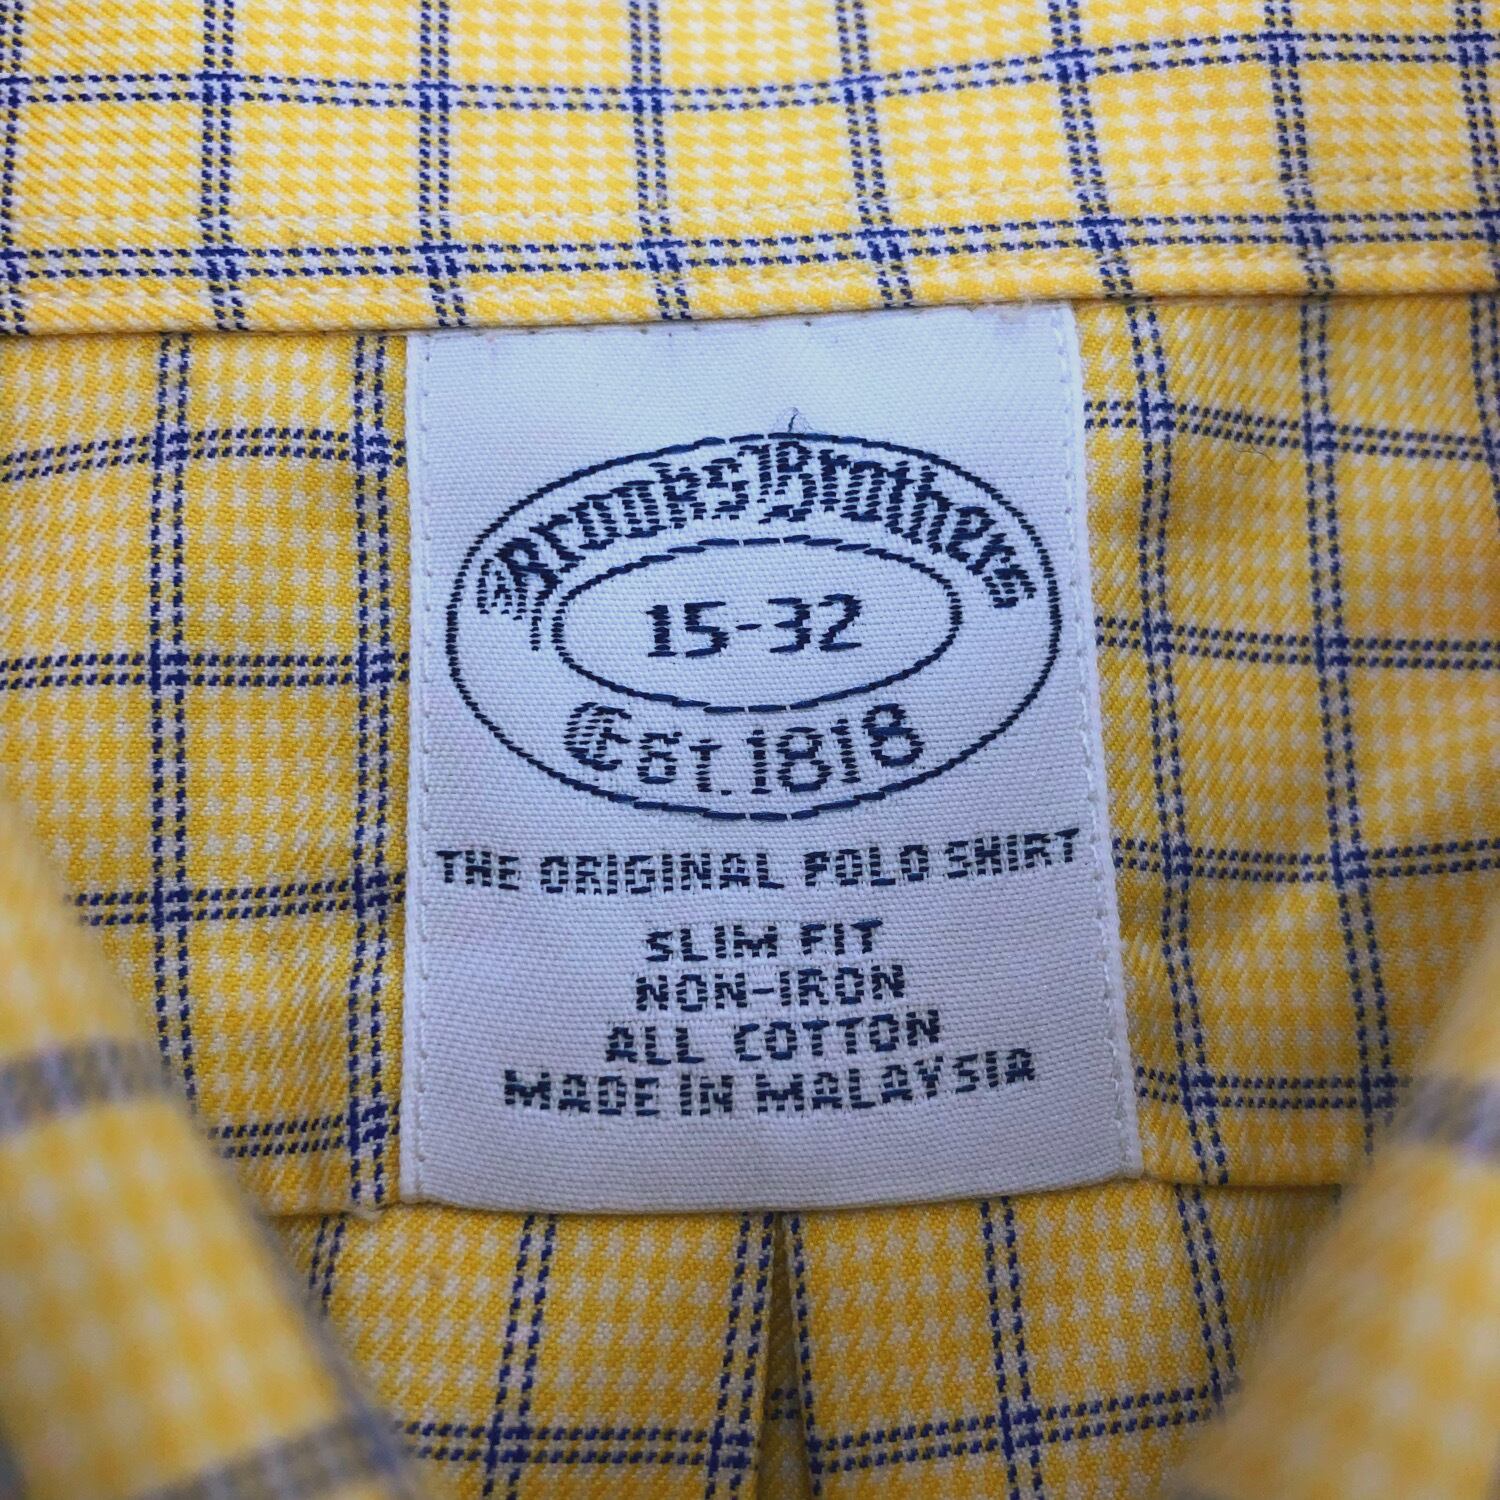 Brooks Brothers
15-32
Est. 1818
THE ORIGINAL POLO SHIRT
SLIM FIT
NON-IRON
ALL COTTON
MADE IN MALAYSIA